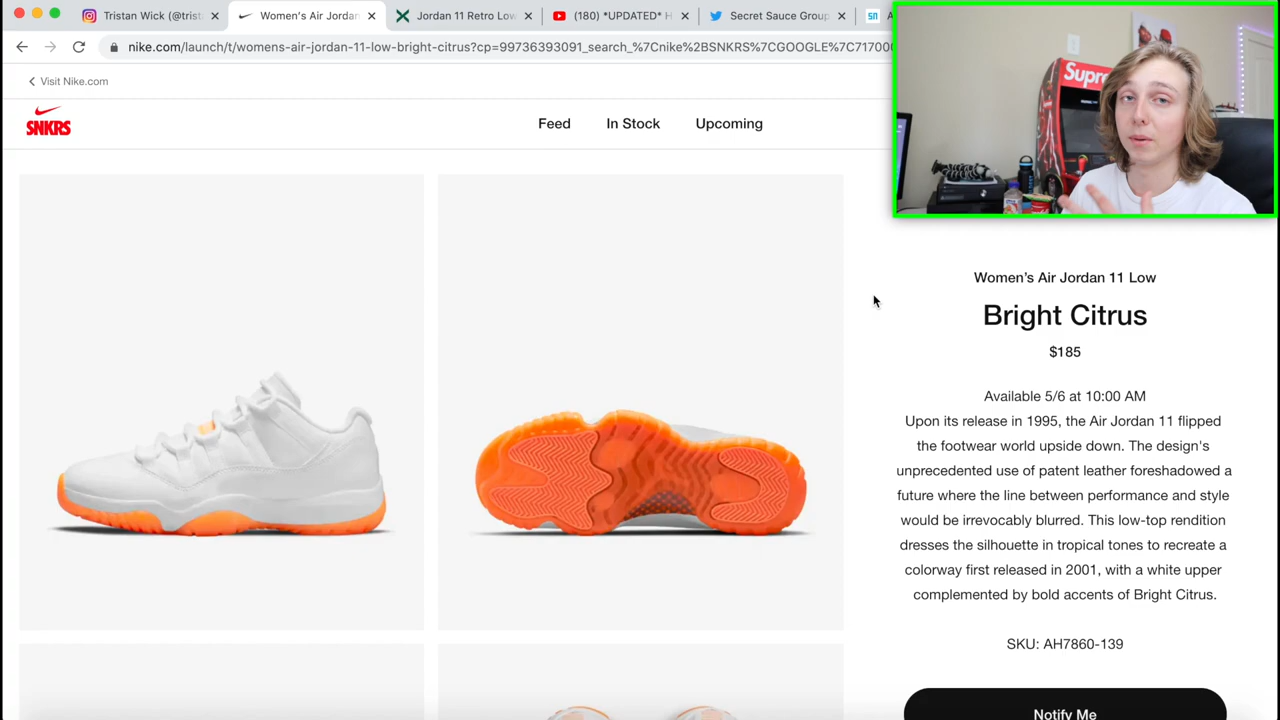 Tristan Wick (@trist
Women's Air Jordan
Jordan 11 Retro Low
(180) *UPDATED* H
Secret Sauce Group
sn
A
nike.com/launch/t/womens-air-jordan-11-low-bright-citrus?cp=99736393091_search_%7Cnike%2BSNKRS%7CGOOGLE%7C71700
Visit Nike.com
SNKRS
Feed
In Stock
Upcoming
Supre
Women's Air Jordan 11 Low
Bright Citrus
$185
Available 5/6 at 10:00 AM
Upon its release in 1995, the Air Jordan 11 flipped
the footwear world upside down. The design's
unprecedented use of patent leather foreshadowed a
future where the line between performance and style
would be irrevocably blurred. This low-top rendition
dresses the silhouette in tropical tones to recreate a
colorway first released in 2001, with a white upper
complemented by bold accents of Bright Citrus.
SKU: AH7860-139
Notify Me